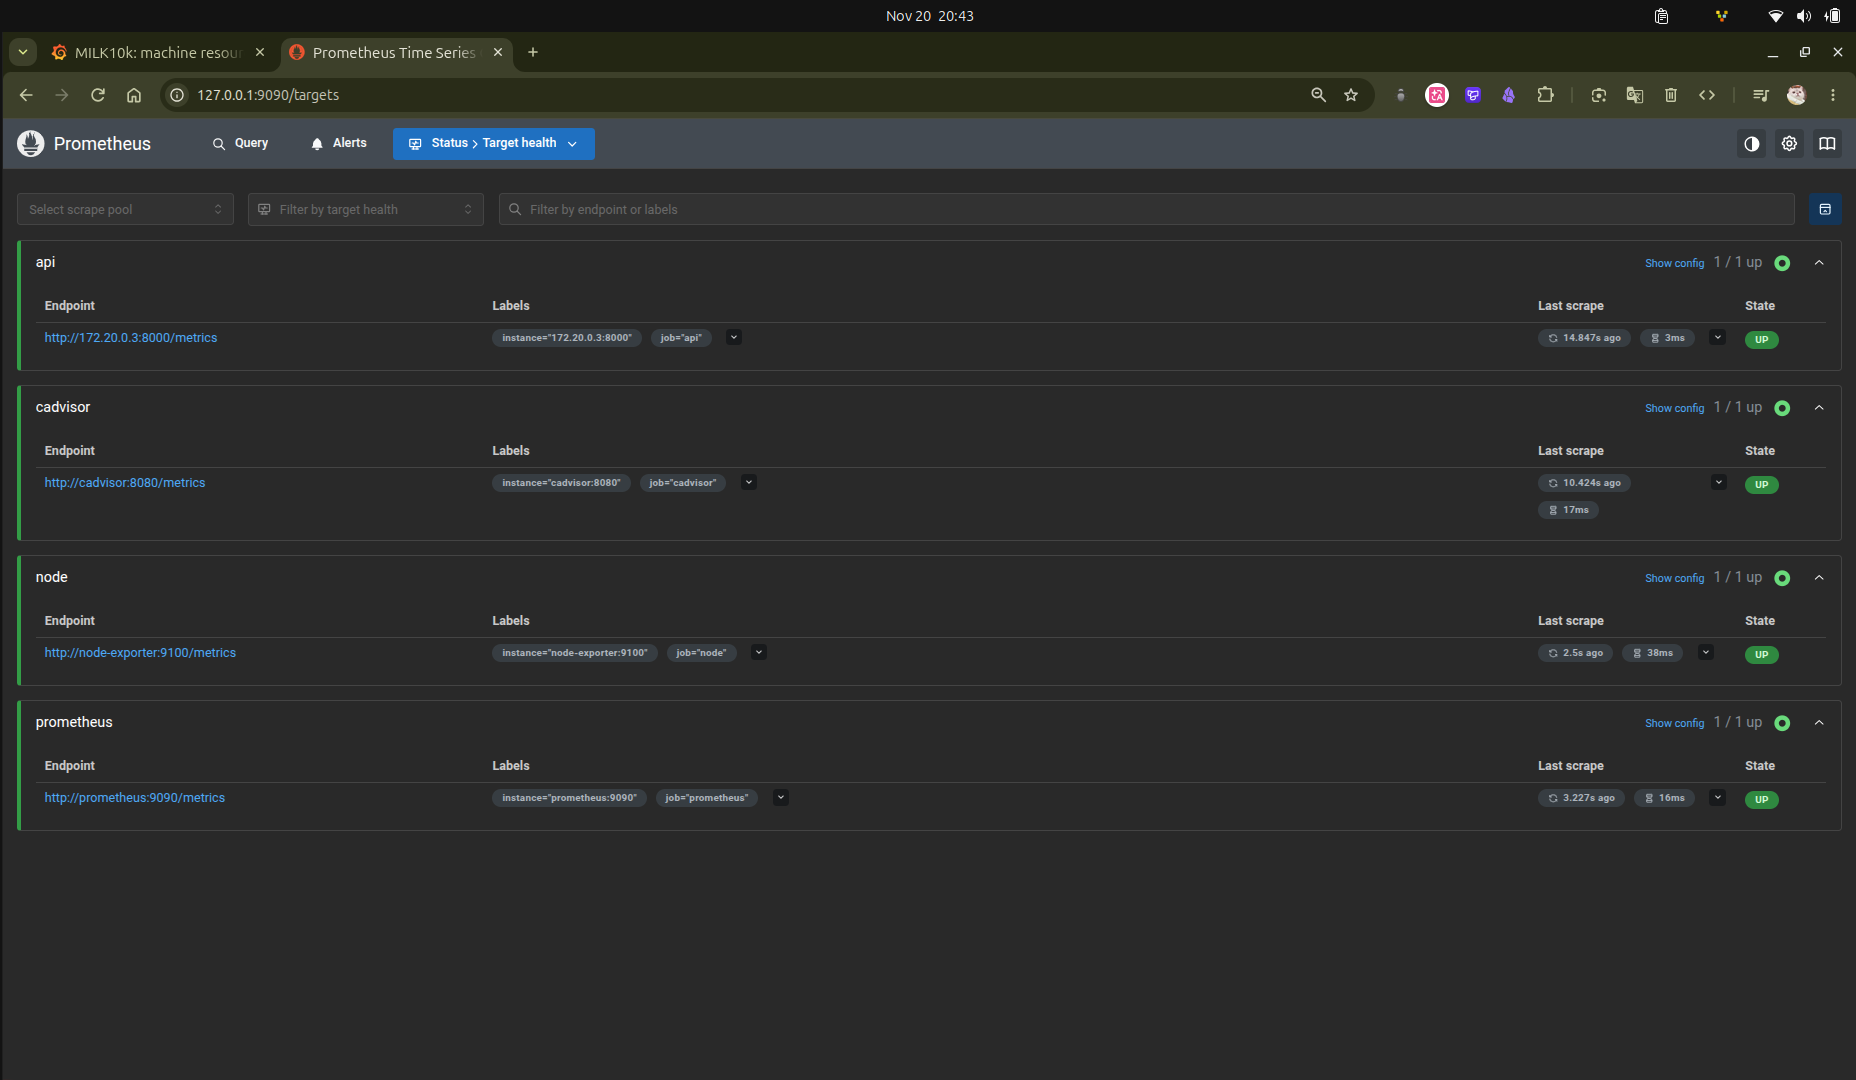 Nov 20 20:43
MILK10k: machine resour
Prometheus Time Series
127.0.0.1:9090/targets
Prometheus
Query
Alerts
Status > Target health
Select scrape pool
Filter by target health
Filter by endpoint or labels
api
Show config
1 / 1 up
Endpoint Labels Last scrape State
http://172.20.0.3:8000/metrics instance="172.20.0.3:8000" job="api" 14.847s ago 3ms UP
cadvisor
Show config
1 / 1 up
Endpoint Labels Last scrape State
http://cadvisor:8080/metrics instance="cadvisor:8080" job="cadvisor" 10.424s ago UP
17ms
node
Show config
1 / 1 up
Endpoint Labels Last scrape State
http://node-exporter:9100/metrics instance="node-exporter:9100" job="node" 2.5s ago 38ms UP
prometheus
Show config
1 / 1 up
Endpoint Labels Last scrape State
http://prometheus:9090/metrics instance="prometheus:9090" job="prometheus" 3.227s ago 16ms UP